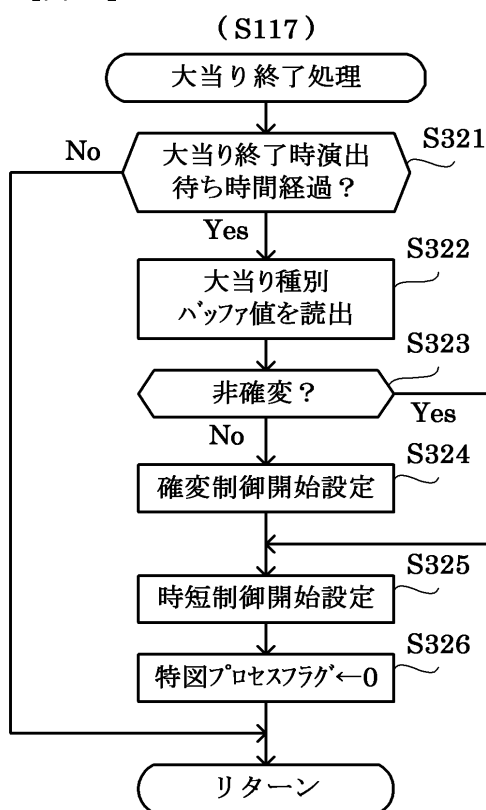 (S117)
大当り終了処理
S321
No
大当り終了時演出
待ち時間経過?
Yes
S322
大当り種別
バッファ値を読出
S323
非確変?
Yes
No
S324
確変制御開始設定
S325
時短制御開始設定
S326
特図プロセスフラグ←0
リターン